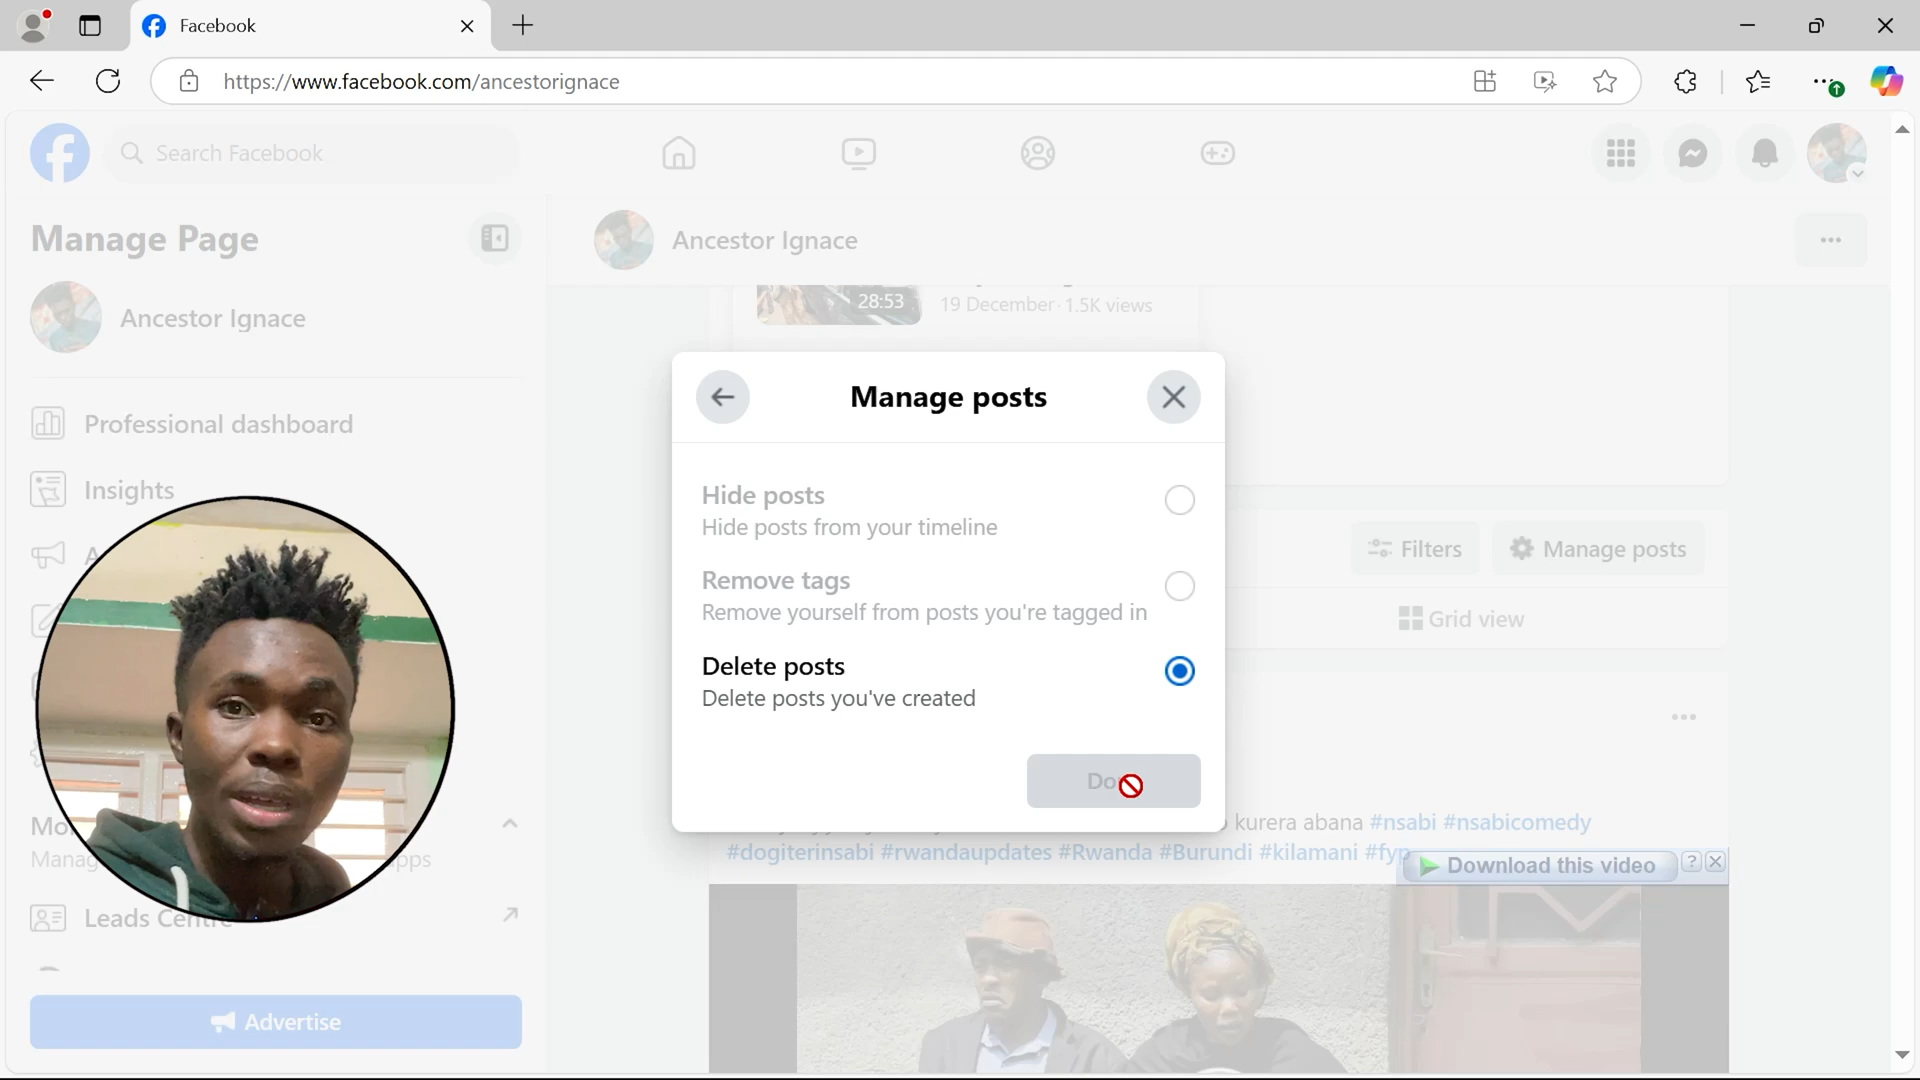 Facebook
https://www.facebook.com/ancestorignace
Search Facebook
Manage Page
Ancestor Ignace
Ancestor Ignace
28:53
19 December · 1.5K views
Professional dashboard
Insights
Manage posts
Hide posts
Hide posts from your timeline
Remove tags
Remove yourself from posts you're tagged in
Delete posts
Delete posts you've created
Filters
Manage posts
Grid view
kurera abana #nsabi #nsabicomedy
#dogiterinsabi #rwandaupdates #Rwanda #Burundi #kilamani #fyp
Download this video
?
Leads Centre
Advertise